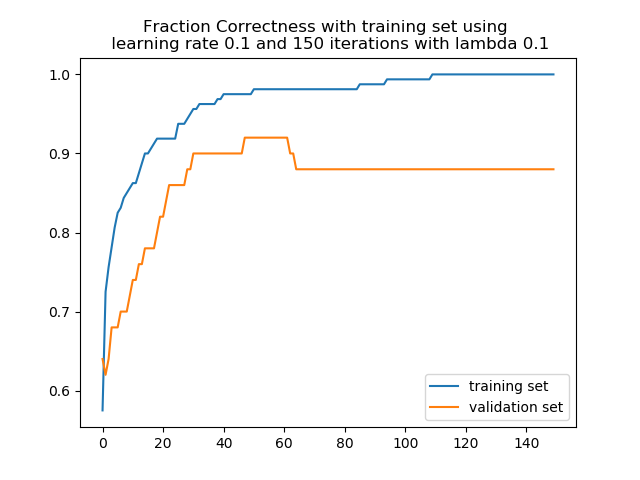 Fraction Correctness with training set using
learning rate 0.1 and 150 iterations with lambda 0.1
1.0
0.9
0.8
0.7
0.6
training set
validation set
0 20 40 60 80 100 120 140